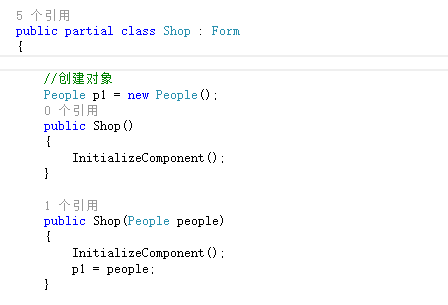 5 个引用
public partial class Shop : Form
{
//创建对象
People p1 = new People();
0 个引用
public Shop()
{
InitializeComponent();
}
1 个引用
public Shop(People people)
{
InitializeComponent();
p1 = people;
}